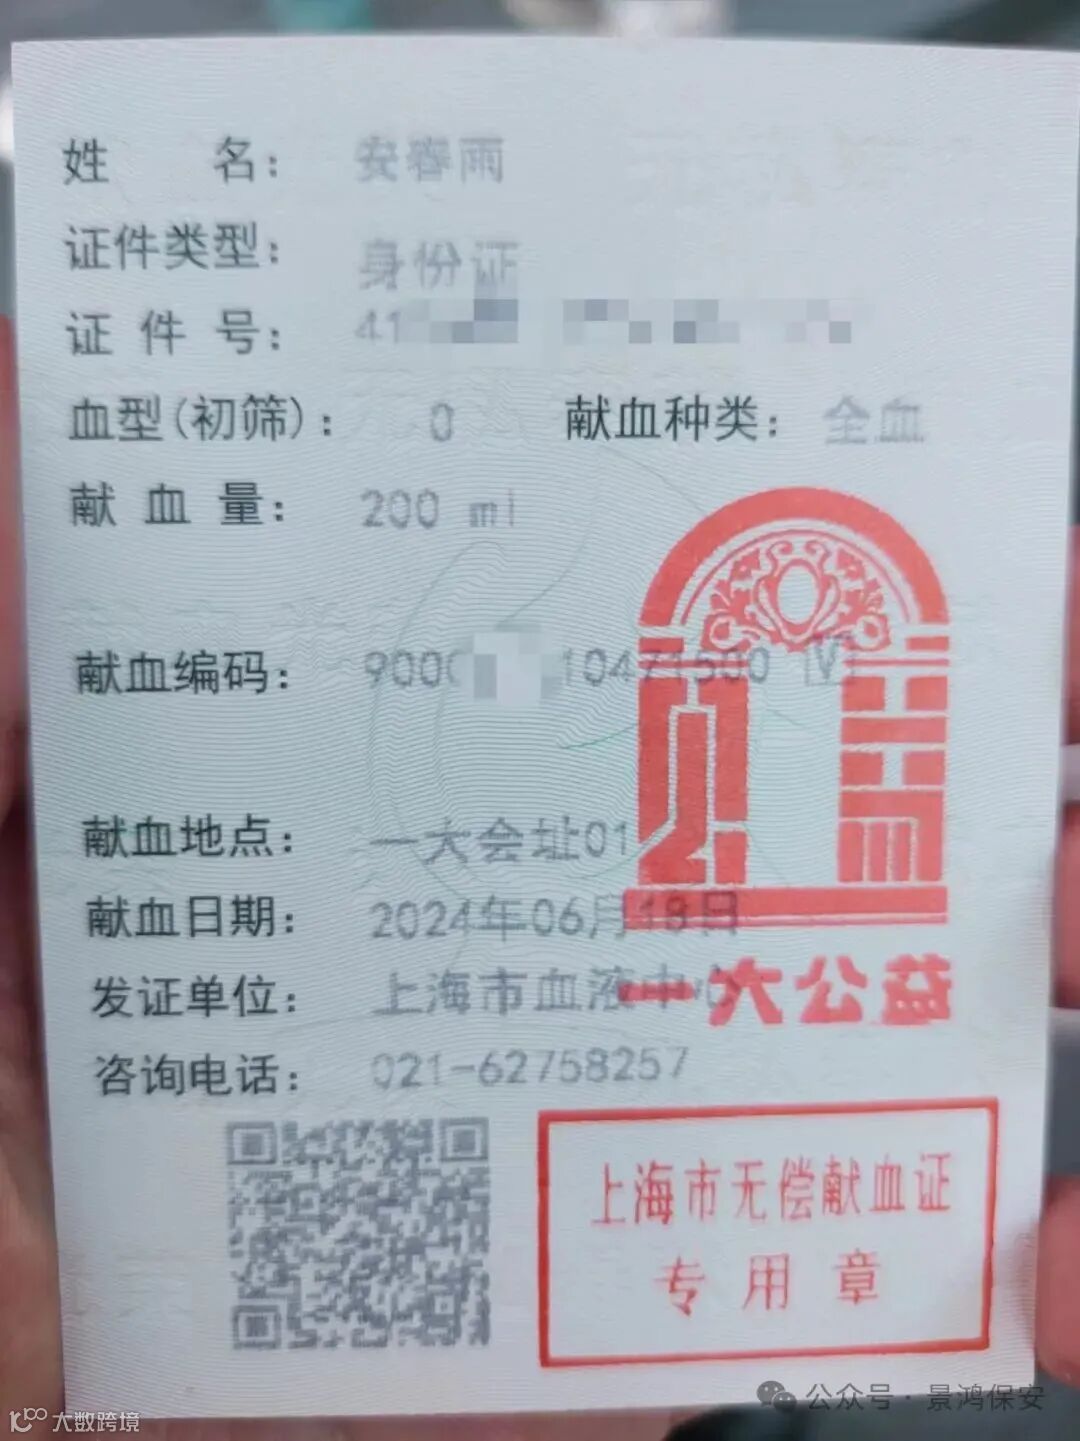 姓 名： 安春雨
证件类型： 身份证
证 件 号： 41
血型(初筛)： O 献血种类： 全血
献 血 量： 200 ml
献血编码： 900 10471500 [V]
献血地点： 一大会址01
献血日期： 2024年06月18日
发证单位： 上海市血液中心
一大公益
咨询电话： 021-62758257
上海市无偿献血证
专用章
公众号 · 景鸿保安
大数跨境